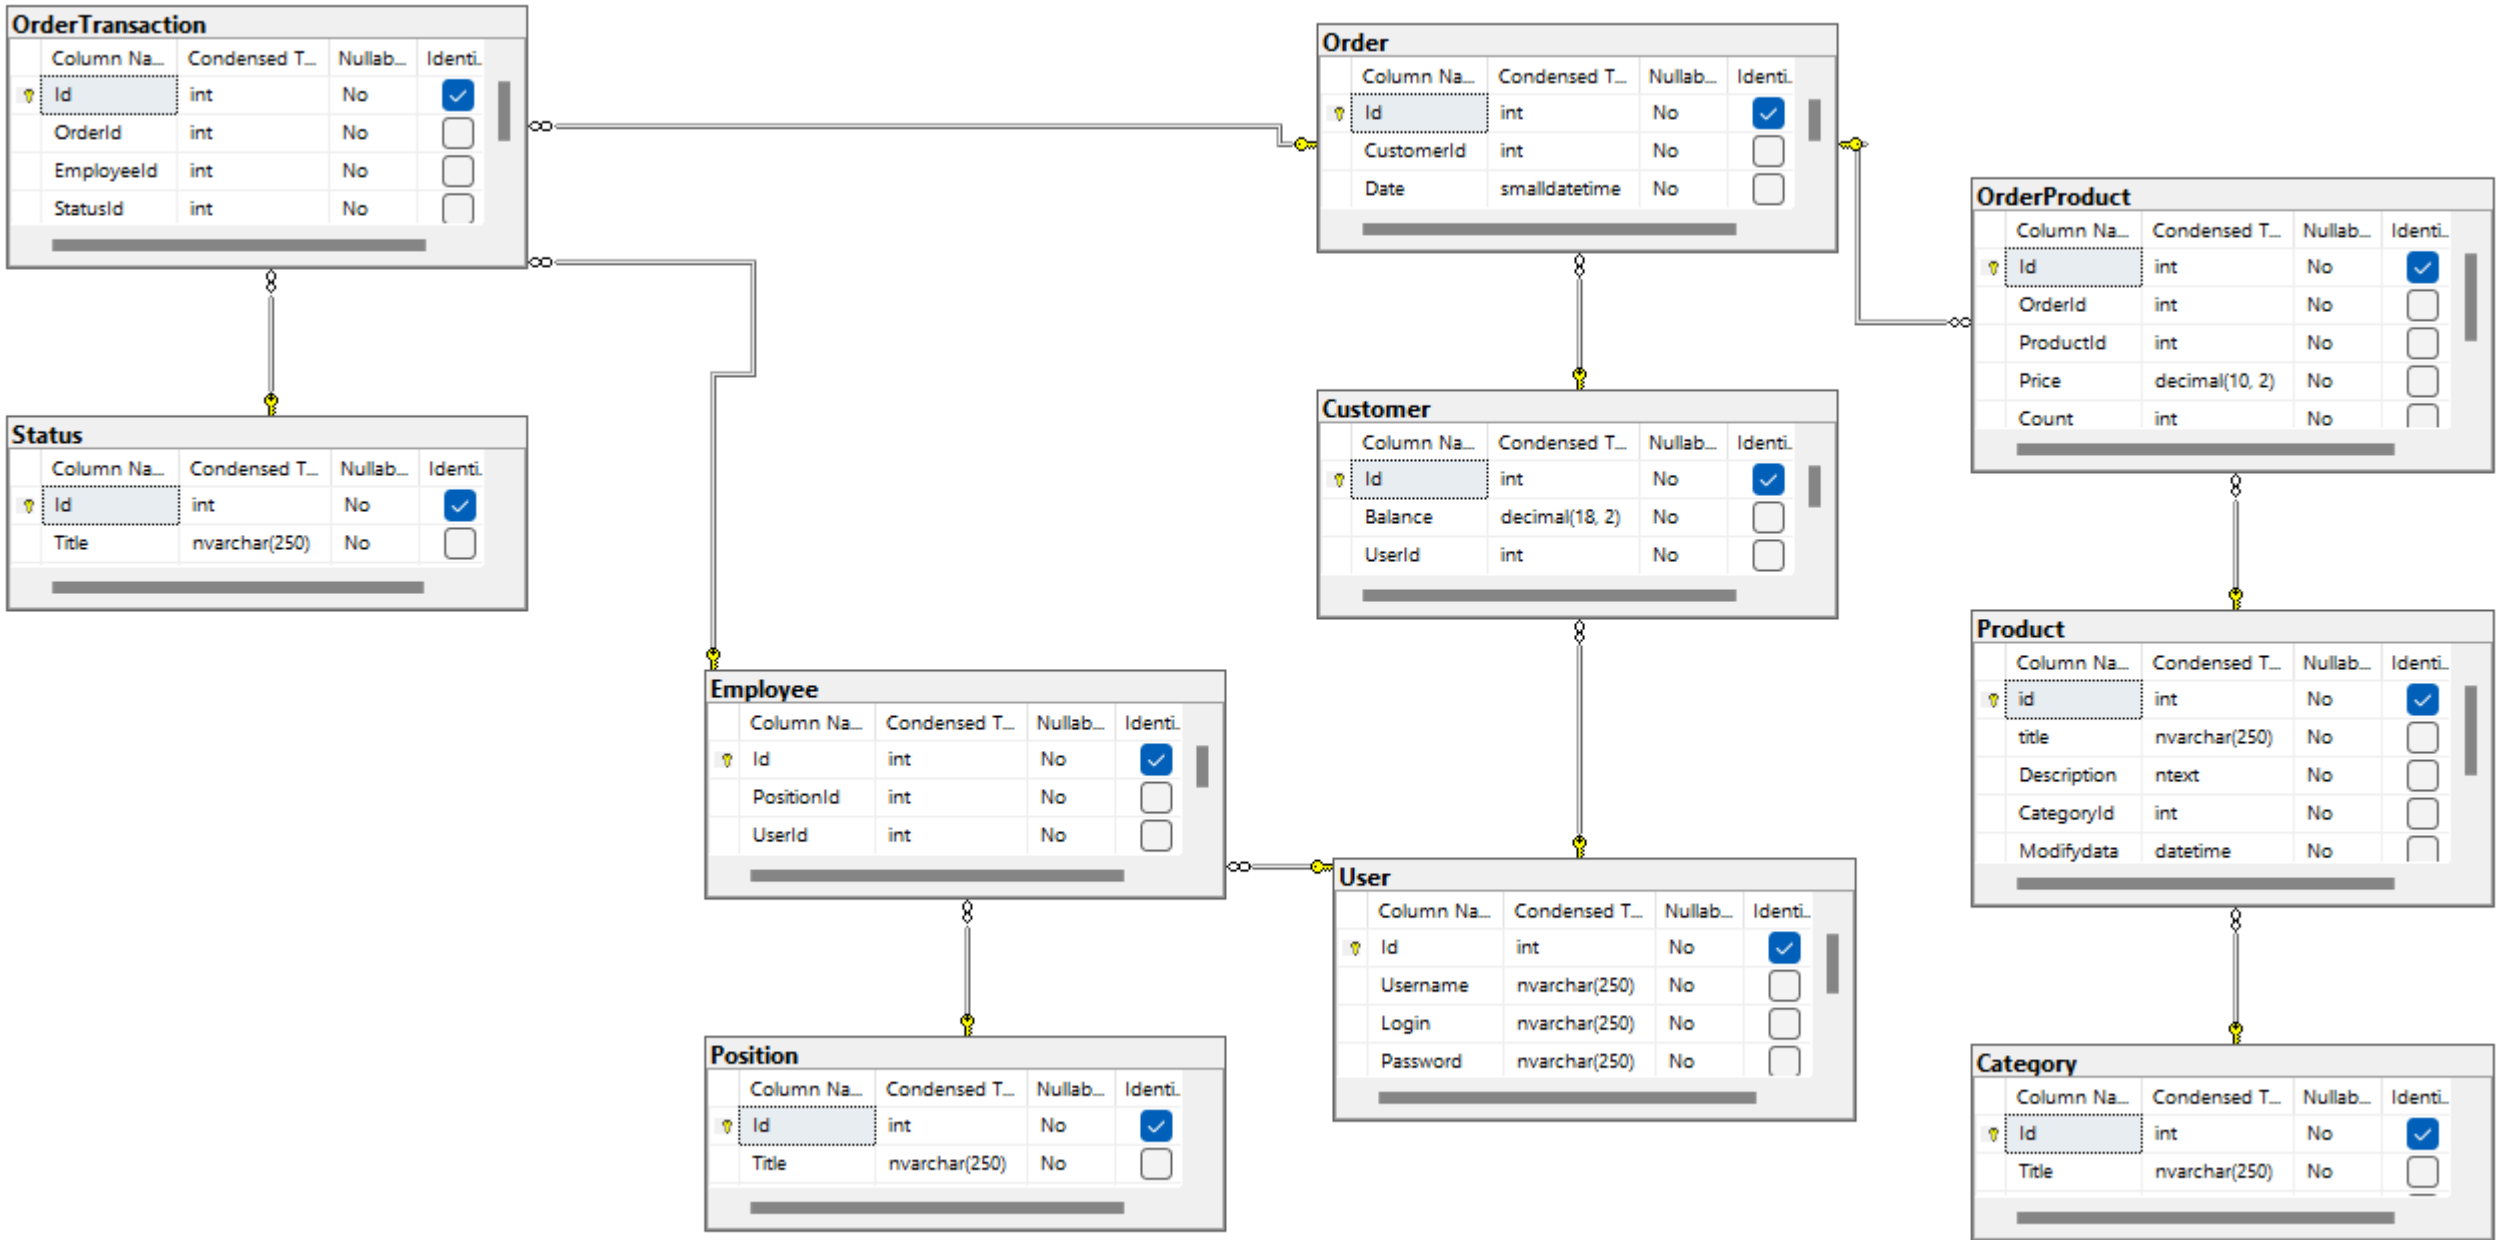 OrderTransaction
Column Na... Condensed T... Nullab... Identi..
Id int No
OrderId int No
EmployeeId int No
StatusId int No
Order
Column Na... Condensed T... Nullab... Identi..
Id int No
CustomerId int No
Date smalldatetime No
OrderProduct
Column Na... Condensed T... Nullab... Identi..
Id int No
OrderId int No
ProductId int No
Price decimal(10, 2) No
Count int No
Status
Column Na... Condensed T... Nullab... Identi..
Id int No
Title nvarchar(250) No
Customer
Column Na... Condensed T... Nullab... Identi..
Id int No
Balance decimal(18, 2) No
UserId int No
Employee
Column Na... Condensed T... Nullab... Identi..
Id int No
PositionId int No
UserId int No
Product
Column Na... Condensed T... Nullab... Identi..
id int No
title nvarchar(250) No
Description ntext No
CategoryId int No
Modifydata datetime No
User
Column Na... Condensed T... Nullab... Identi..
Id int No
Username nvarchar(250) No
Login nvarchar(250) No
Password nvarchar(250) No
Position
Column Na... Condensed T... Nullab... Identi..
Id int No
Title nvarchar(250) No
Category
Column Na... Condensed T... Nullab... Identi..
Id int No
Title nvarchar(250) No